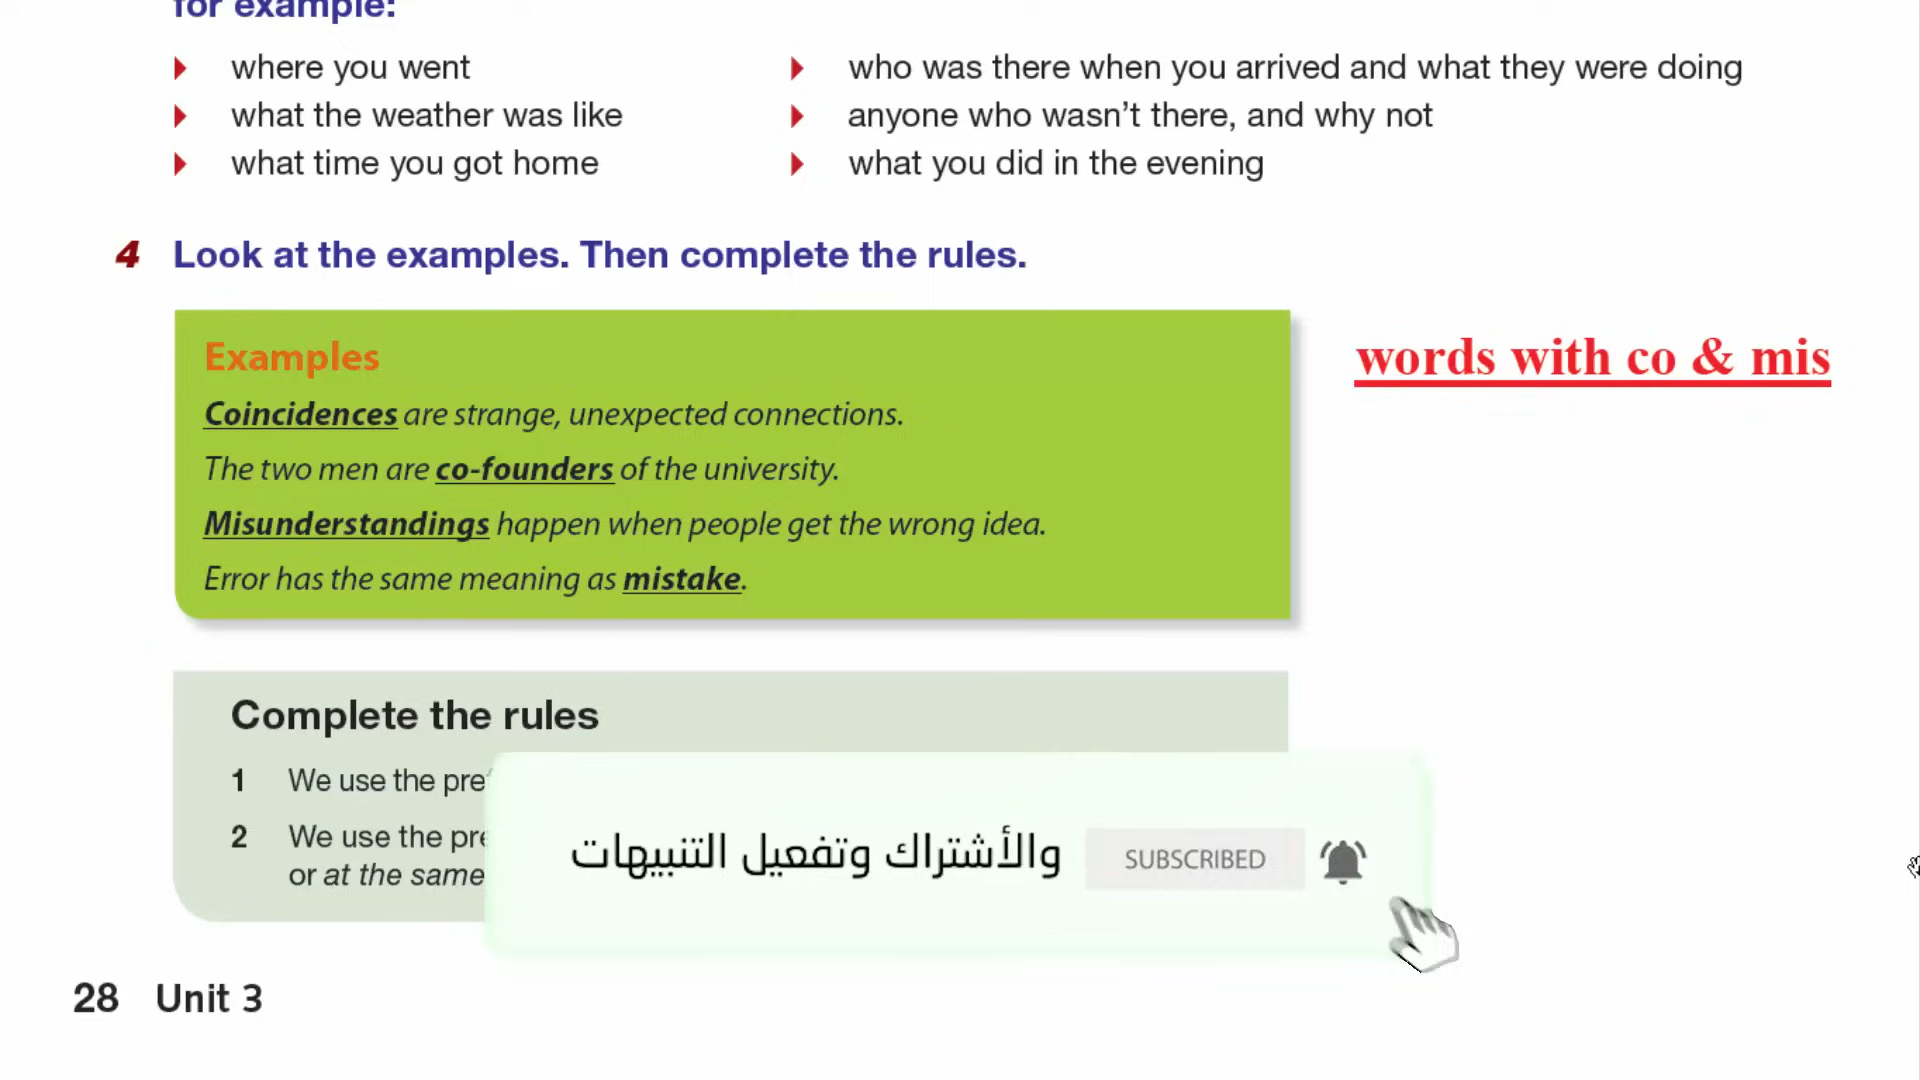 for example:
where you went
what the weather was like
what time you got home
who was there when you arrived and what they were doing
anyone who wasn't there, and why not
what you did in the evening
4 Look at the examples. Then complete the rules.
Examples
Coincidences are strange, unexpected connections.
The two men are co-founders of the university.
Misunderstandings happen when people get the wrong idea.
Error has the same meaning as mistake.
words with co & mis
Complete the rules
1 We use the
2 We use the
or at the same
والأشتراك وتفعيل التنبيهات
SUBSCRIBED
28 Unit 3